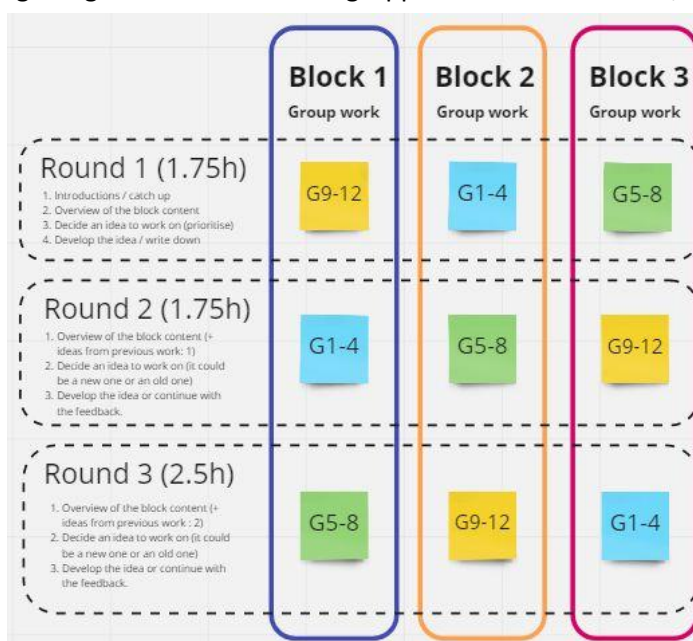 Block 1 Block 2 Block 3
Group work Group work Group work
Round 1 (1.75h)
1. Introductions / catch up
2. Overview of the block content
3. Decide an idea to work on (prioritise)
4. Develop the idea / write down
G9-12 G1-4 G5-8
Round 2 (1.75h)
1. Overview of the block content (+
ideas from previous work: 1)
2. Decide an idea to work on (it could
be a new one or an old one)
3. Develop the idea or continue with
the feedback.
G1-4 G5-8 G9-12
Round 3 (2.5h)
1. Overview of the block content (+
ideas from previous work : 2)
2. Decide an idea to work on (it could
be a new one or an old one)
3. Develop the idea or continue with
the feedback.
G5-8 G9-12 G1-4